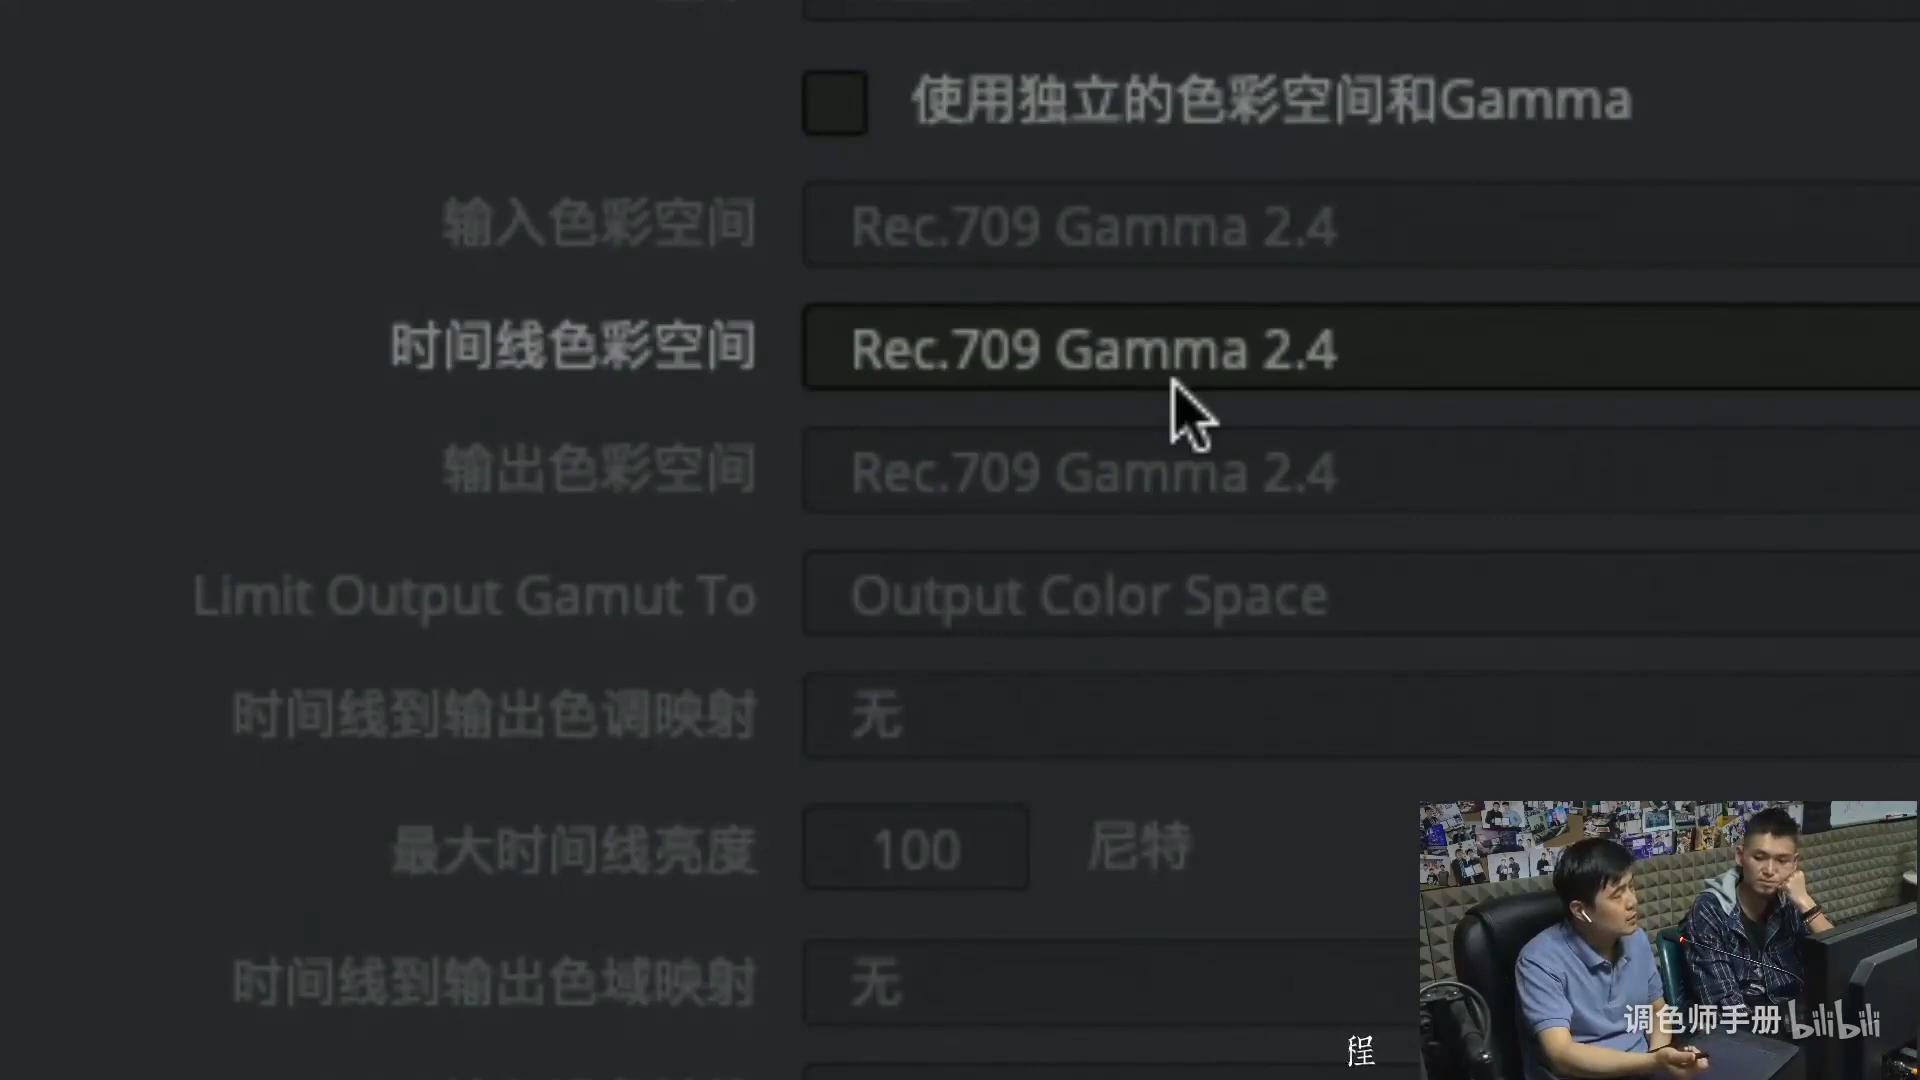 使用独立的色彩空间和Gamma
输入色彩空间 Rec.709 Gamma 2.4
时间线色彩空间 Rec.709 Gamma 2.4
输出色彩空间 Rec.709 Gamma 2.4
Limit Output Gamut To Output Color Space
时间线到输出色调映射 无
最大时间线亮度 100 尼特
时间线到输出色域映射 无
调色师手册 bilibili